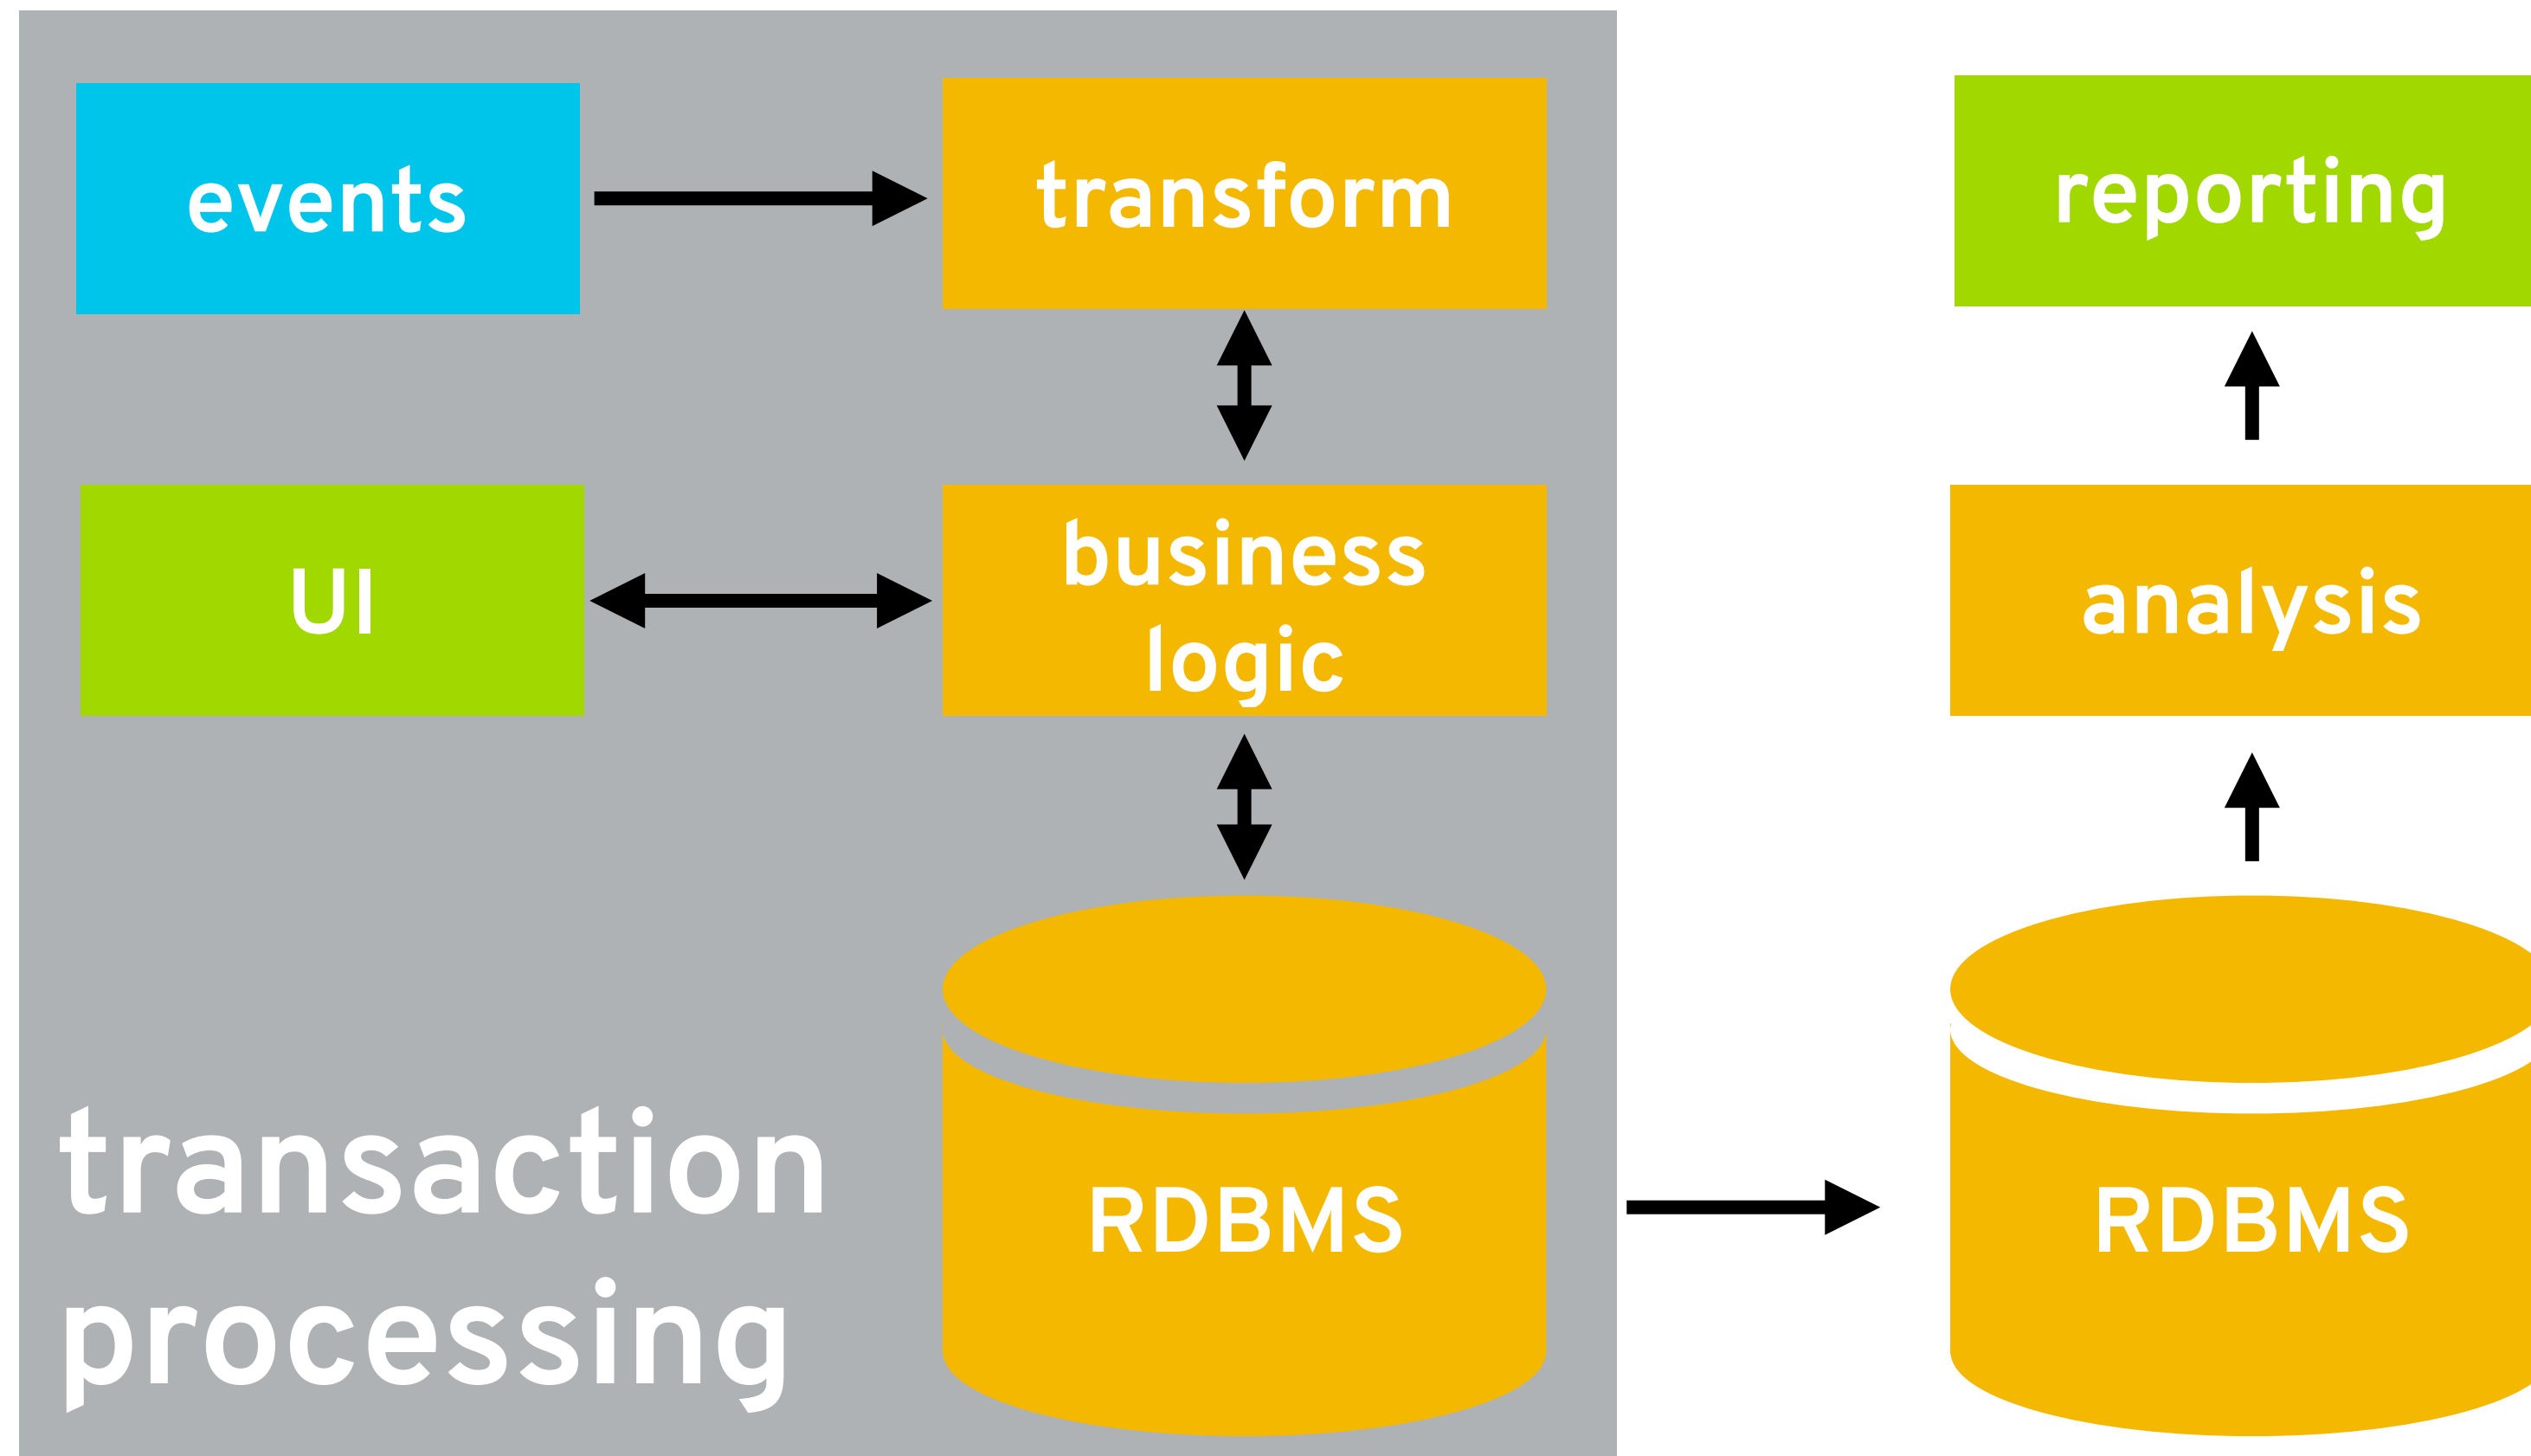 events
transform
reporting
UI
business
logic
analysis
transaction
processing
RDBMS
RDBMS